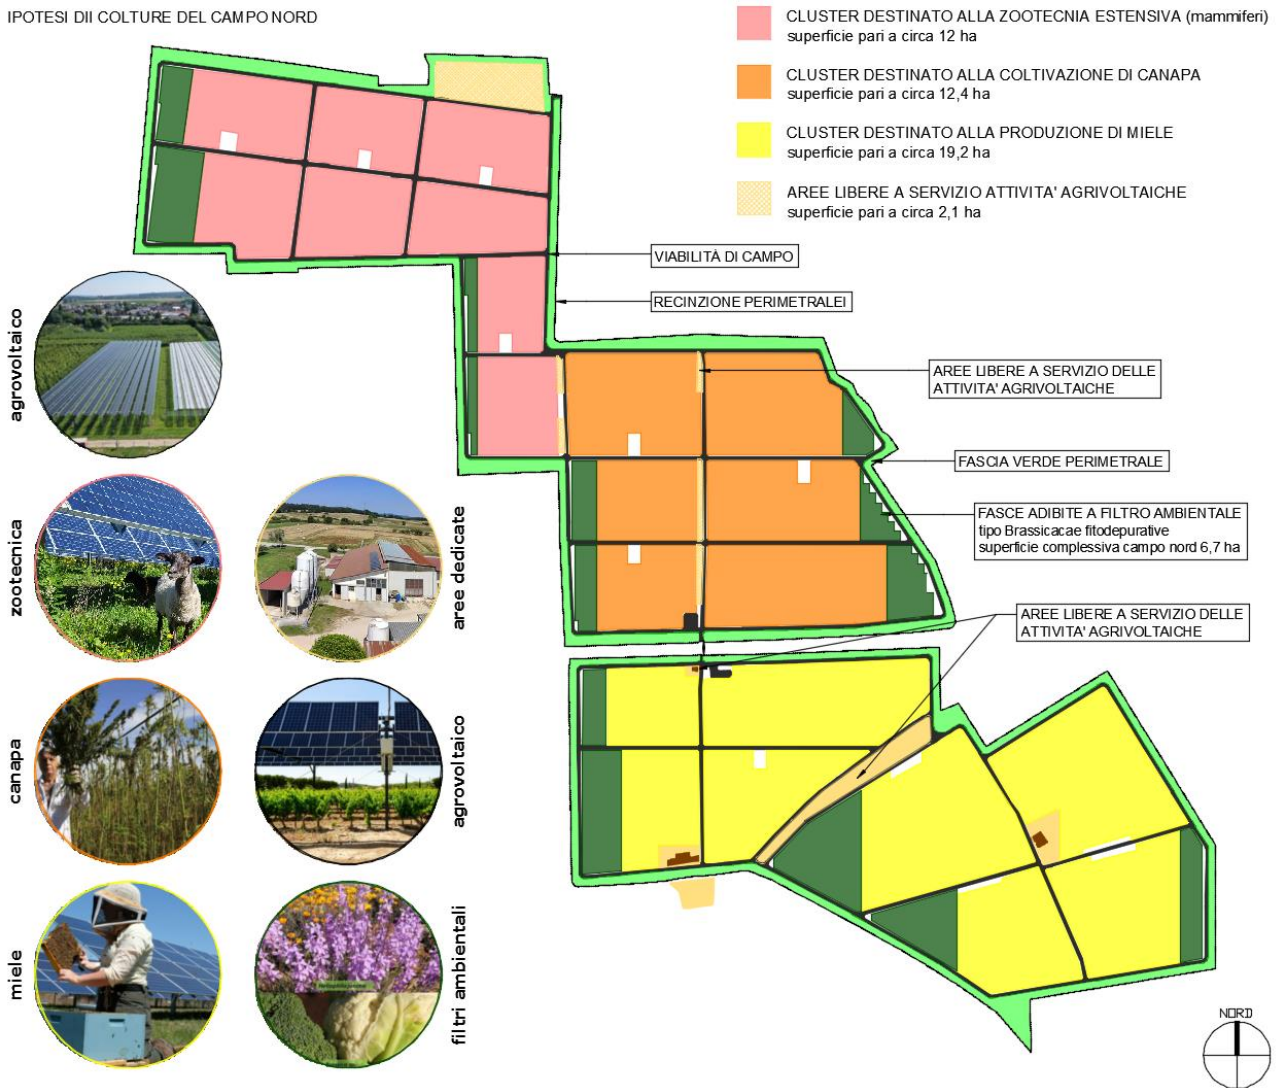 IPOTESI DII COLTURE DEL CAMPO NORD
CLUSTER DESTINATO ALLA ZOOTECNIA ESTENSIVA (mammiferi)
superficie pari a circa 12 ha
CLUSTER DESTINATO ALLA COLTIVAZIONE DI CANAPA
superficie pari a circa 12,4 ha
CLUSTER DESTINATO ALLA PRODUZIONE DI MIELE
superficie pari a circa 19,2 ha
AREE LIBERE A SERVIZIO ATTIVITA' AGRIVOLTAICHE
superficie pari a circa 2,1 ha
VIABILITÀ DI CAMPO
RECINZIONE PERIMETRALEI
AREE LIBERE A SERVIZIO DELLE
ATTIVITA' AGRIVOLTAICHE
FASCIA VERDE PERIMETRALE
FASCE ADIBITE A FILTRO AMBIENTALE
tipo Brassicacae fitodepurative
superficie complessiva campo nord 6,7 ha
AREE LIBERE A SERVIZIO DELLE
ATTIVITA' AGRIVOLTAICHE
agrovoltaico
zootecnica
aree dedicate
canapa
agrovoltaico
miele
filtri ambientali
NORD